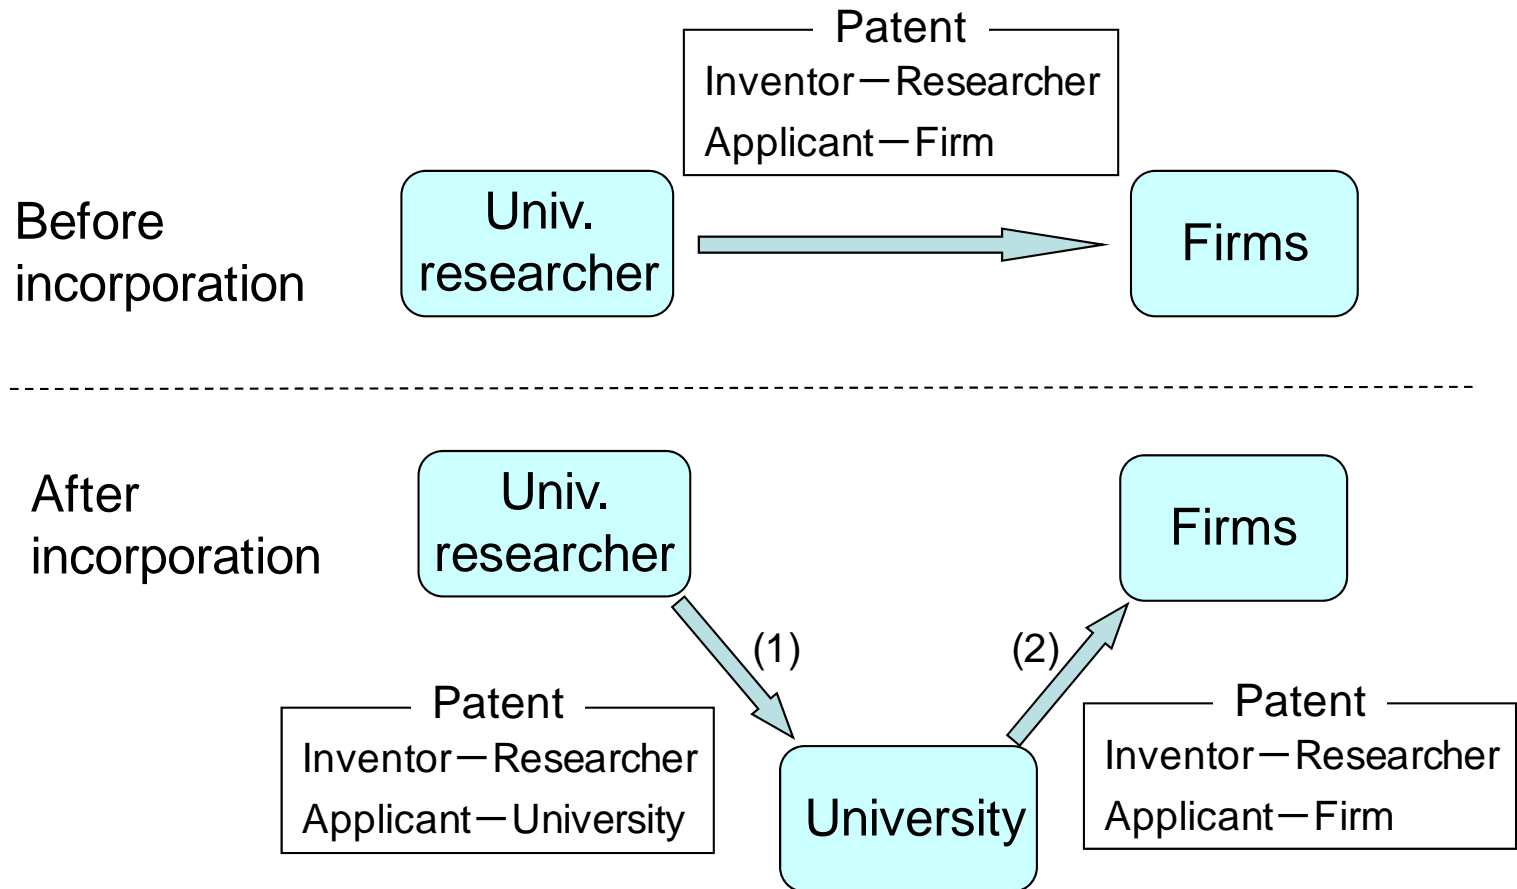 Patent
Inventor－Researcher
Applicant－Firm
Before
incorporation
Univ.
researcher
Firms
After
incorporation
Univ.
researcher
Firms
(1)
(2)
Patent
Inventor－Researcher
Applicant－University
University
Patent
Inventor－Researcher
Applicant－Firm